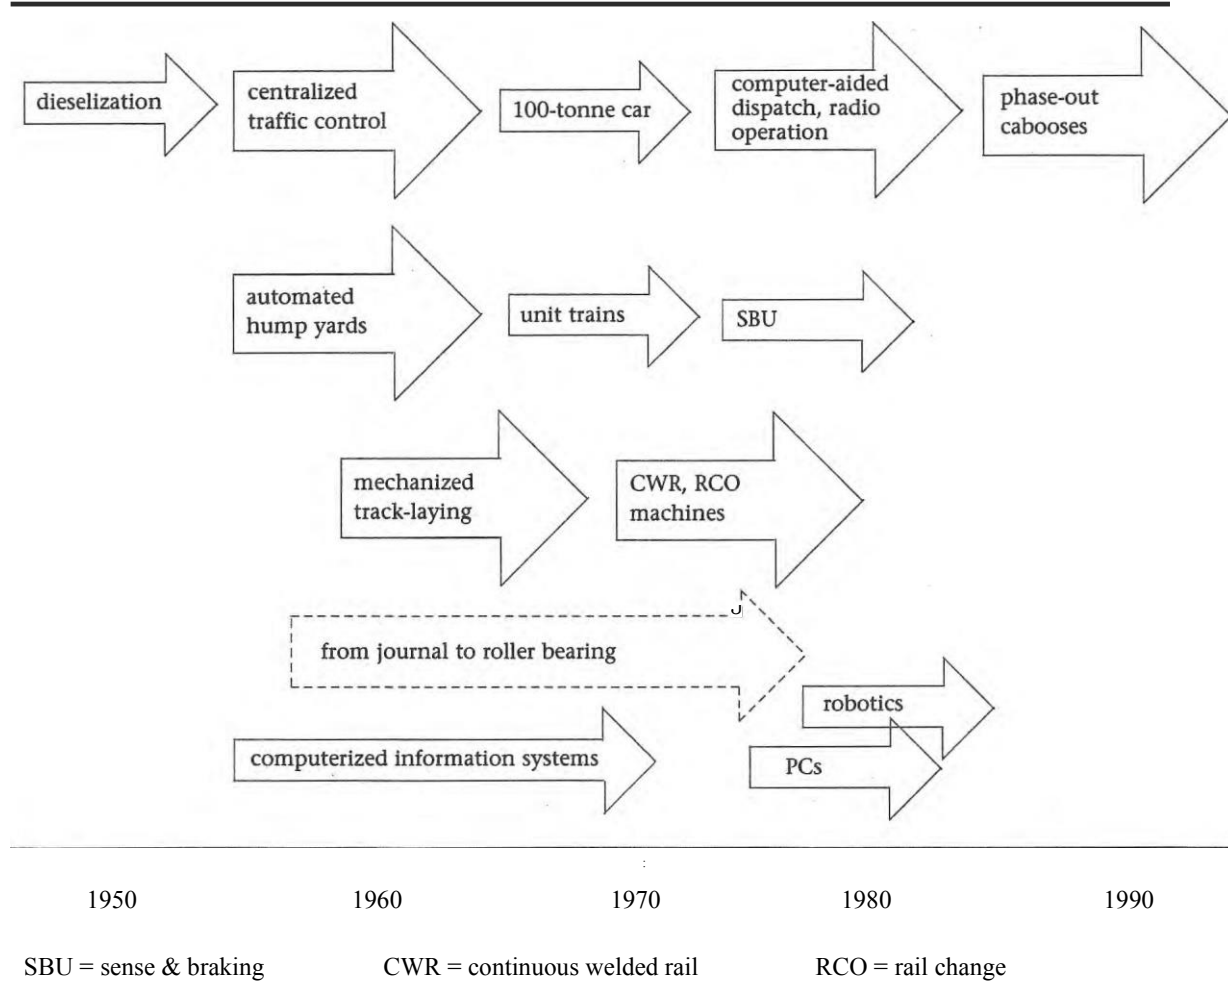 dieselization
centralized
traffic control
100-tonne car
computer-aided
dispatch, radio
operation
phase-out
cabooses
automated
hump yards
unit trains
SBU
mechanized
track-laying
CWR, RCO
machines
from journal to roller bearing
robotics
computerized information systems
PCs
1950 1960 1970 1980 1990
SBU = sense & braking CWR = continuous welded rail RCO = rail change